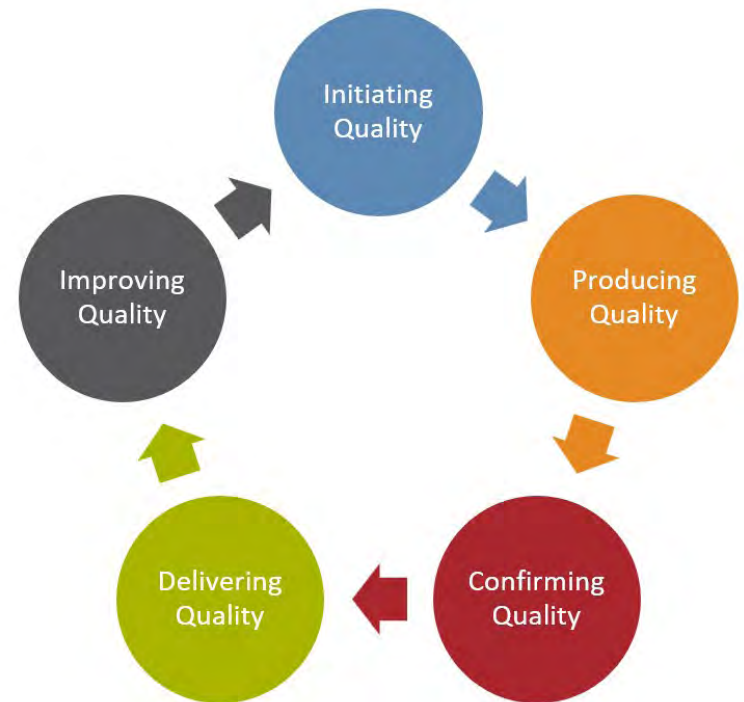 Initiating
Quality
Producing
Quality
Confirming
Quality
Delivering
Quality
Improving
Quality